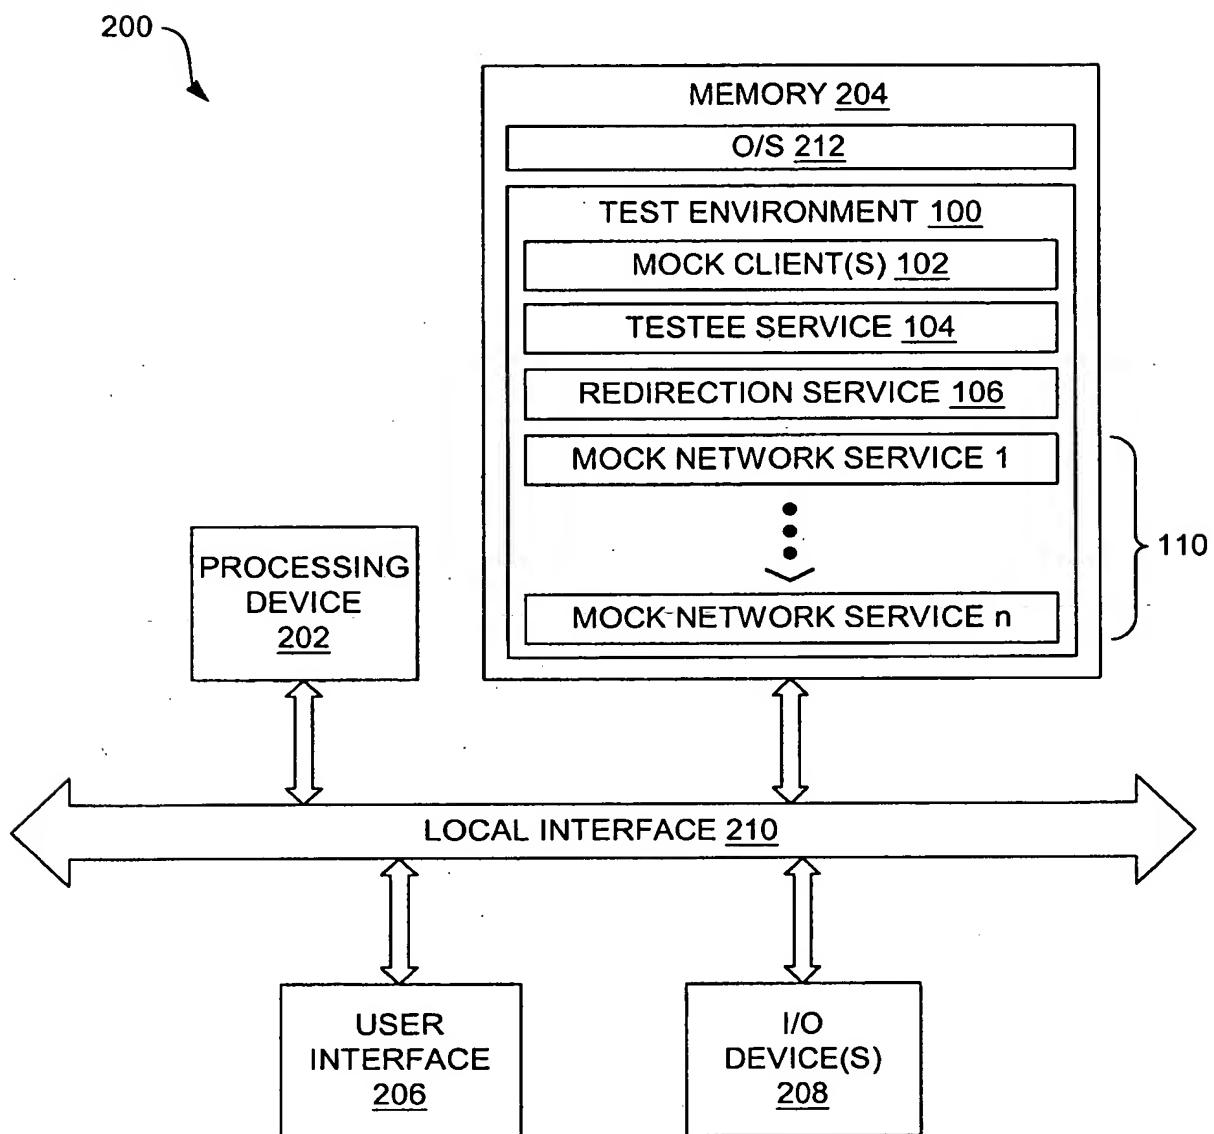 200
MEMORY 204
O/S 212
TEST ENVIRONMENT 100
MOCK CLIENT(S) 102
TESTEE SERVICE 104
REDIRECTION SERVICE 106
MOCK NETWORK SERVICE 1
MOCK NETWORK SERVICE n
110
PROCESSING
DEVICE
202
LOCAL INTERFACE 210
USER
INTERFACE
206
I/O
DEVICE(S)
208